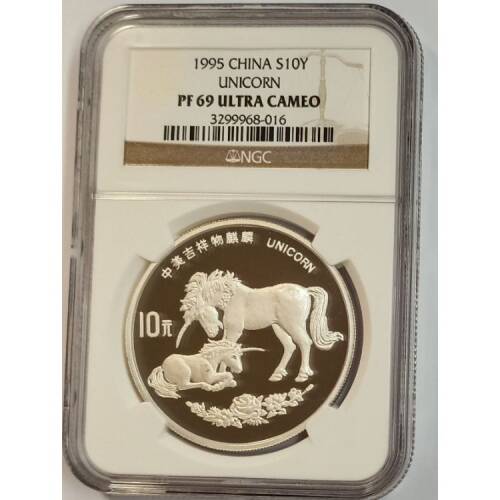 1995 CHINA S10Y
UNICORN
PF 69 ULTRA CAMEO
3299968-016
NGC
中美吉祥物麒麟 UNICORN
10元